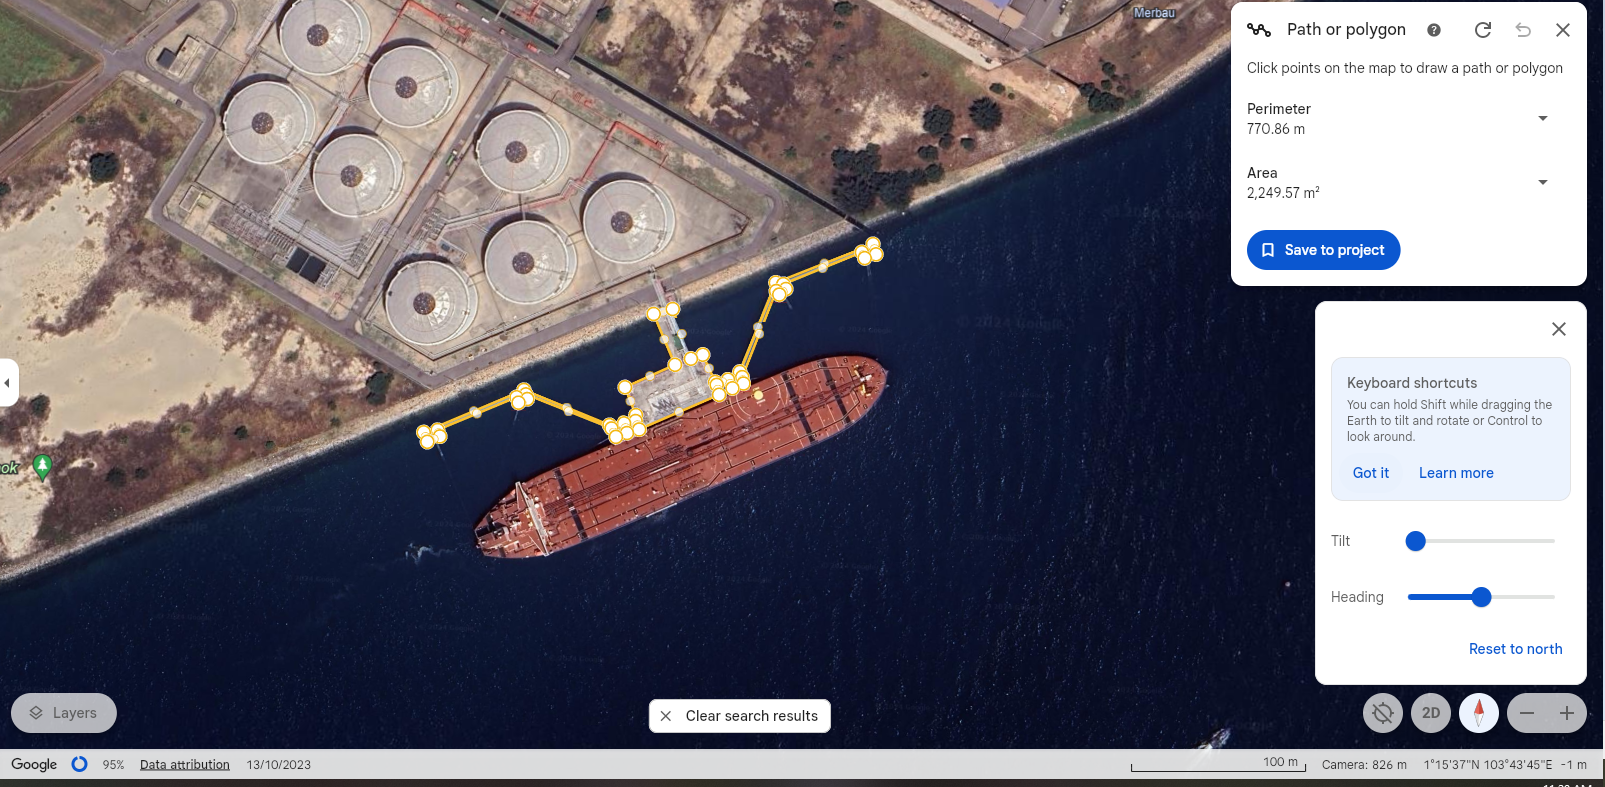 Merbau
Path or polygon
Click points on the map to draw a path or polygon
Perimeter
770.86 m
Area
2,249.57 m²
Save to project
Keyboard shortcuts
You can hold Shift while dragging the
Earth to tilt and rotate or Control to
look around.
Got it
Learn more
ok
Tilt
Heading
Reset to north
Layers
Clear search results
2D
Google
95%
Data attribution
13/10/2023
100 m
Camera: 826 m
1°15'37"N 103°43'45"E
-1 m